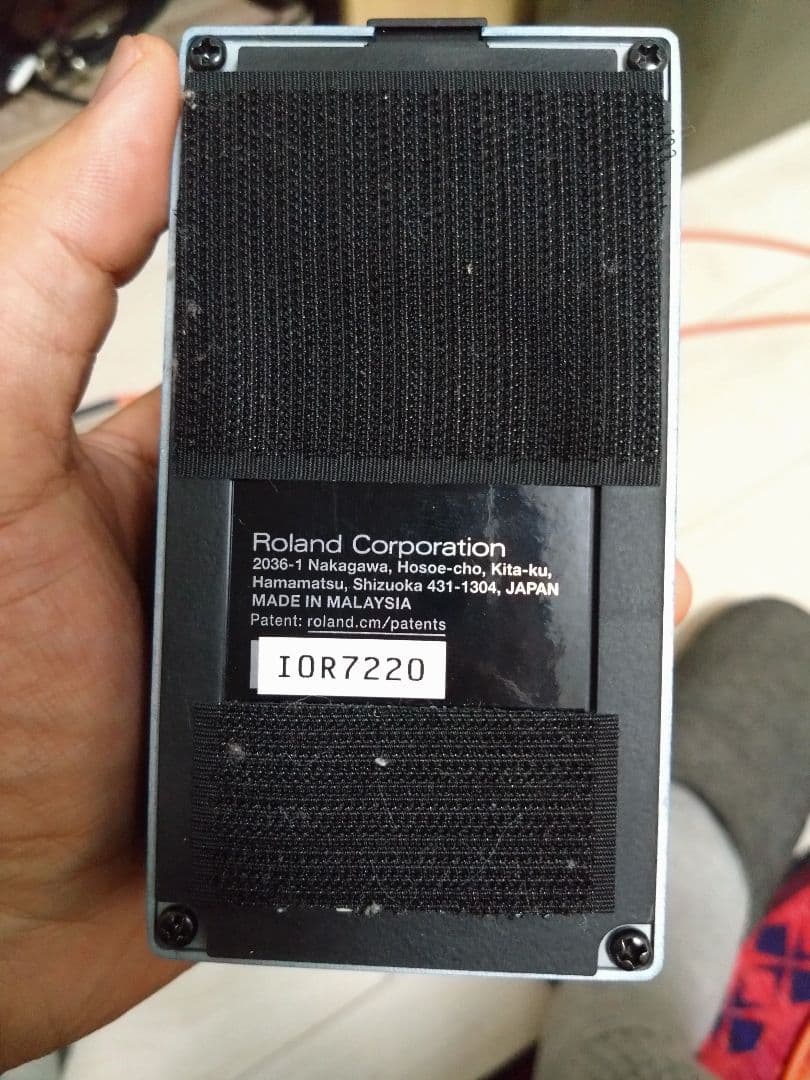 Roland Corporation
2036-1 Nakagawa, Hosoe-cho, Kita-ku,
Hamamatsu, Shizuoka 431-1304, JAPAN
MADE IN MALAYSIA
Patent: roland.cm/patents
I0R7220